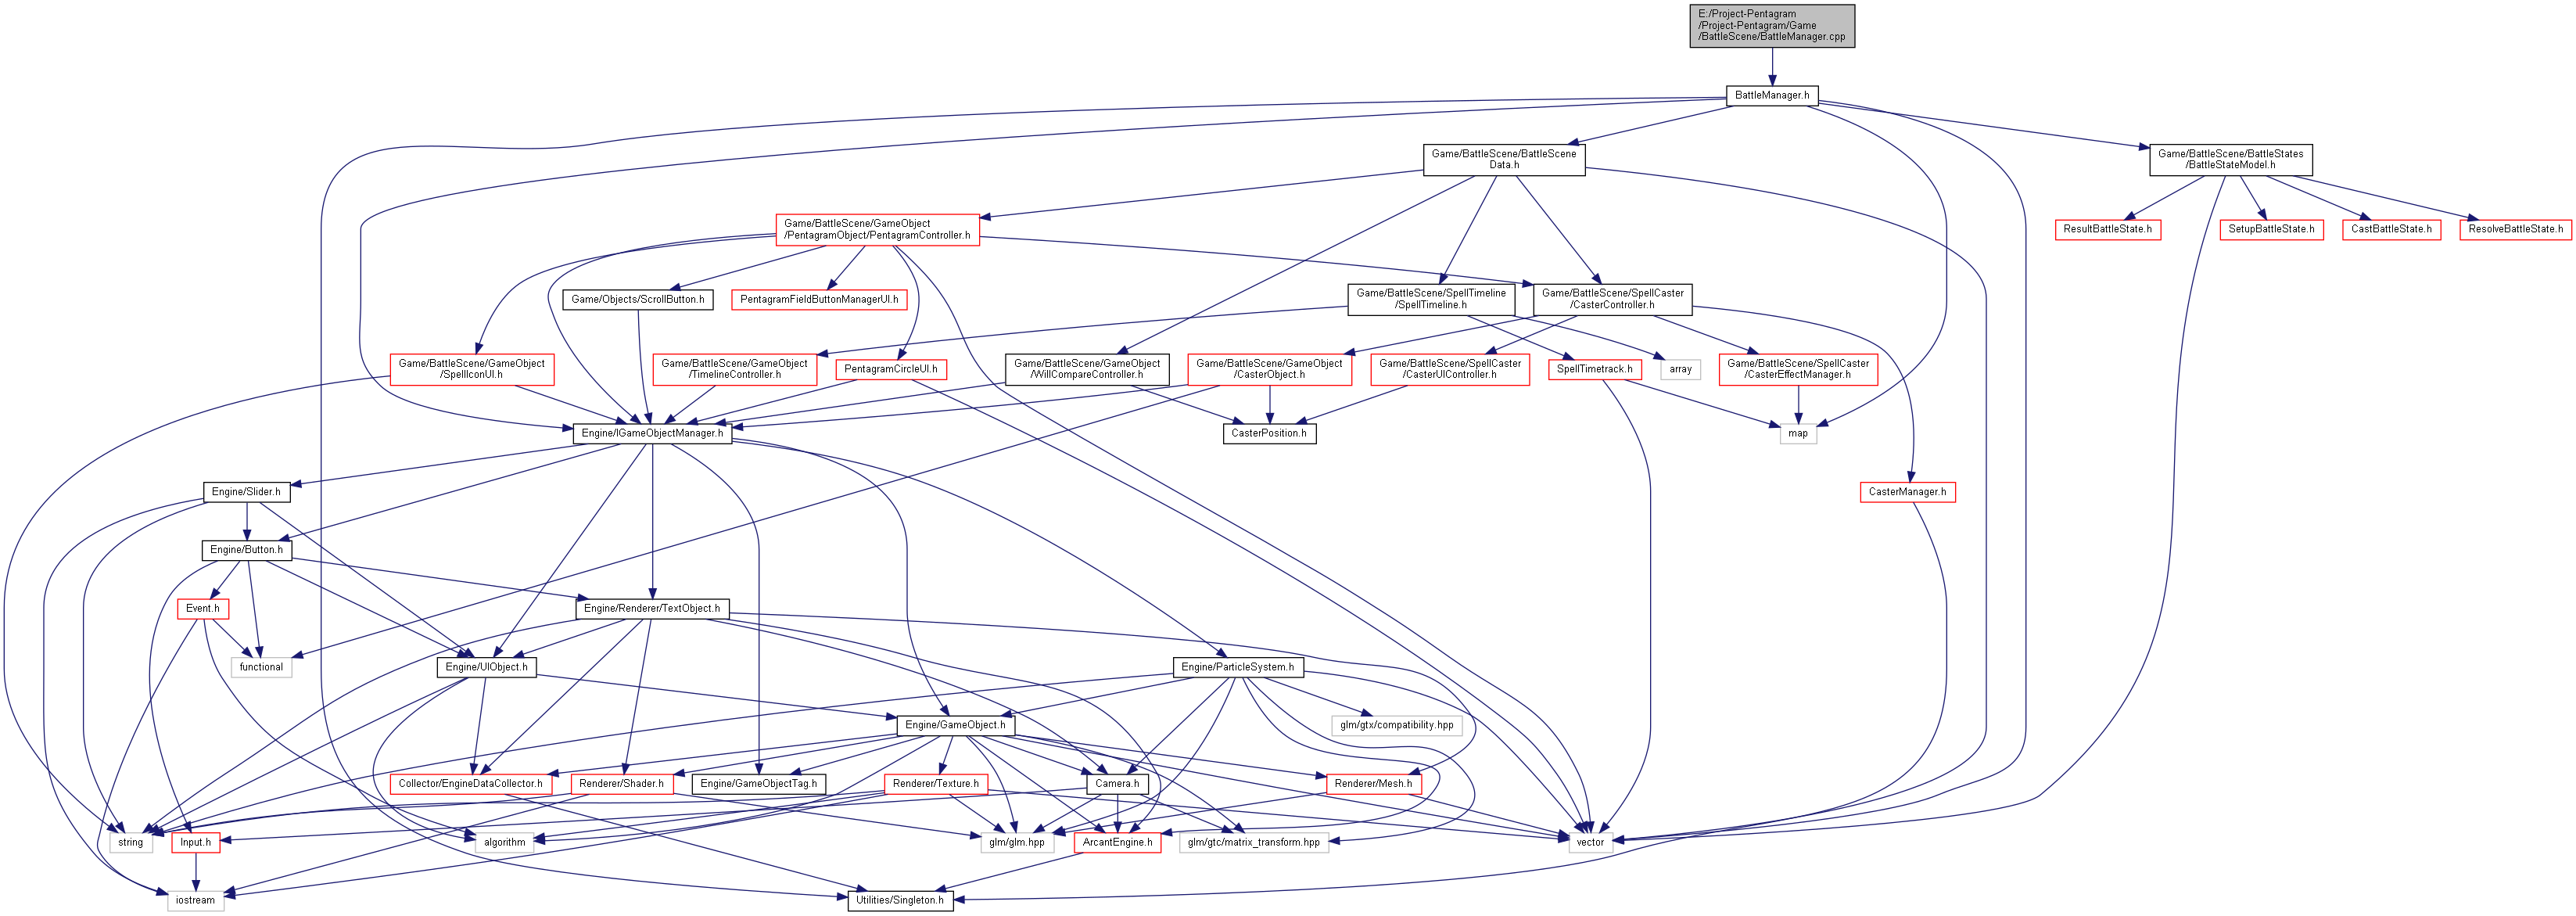 E:/Project-Pentagram
/Project-Pentagram/Game
/BattleScene/BattleManager.cpp
BattleManager.h
Game/BattleScene/BattleScene
Data.h
Game/BattleScene/BattleStates
/BattleStateModel.h
Game/BattleScene/GameObject
/PentagramObject/PentagramController.h
ResultBattleState.h
SetupBattleState.h
CastBattleState.h
ResolveBattleState.h
Game/Objects/ScrollButton.h
PentagramFieldButtonManagerUI.h
Game/BattleScene/SpellTimeline
/SpellTimeline.h
Game/BattleScene/SpellCaster
/CasterController.h
Game/BattleScene/GameObject
/SpellIconUI.h
Game/BattleScene/GameObject
/TimelineController.h
PentagramCircleUI.h
Game/BattleScene/GameObject
/WillCompareController.h
Game/BattleScene/GameObject
/CasterObject.h
Game/BattleScene/SpellCaster
/CasterUIController.h
SpellTimetrack.h
array
Game/BattleScene/SpellCaster
/CasterEffectManager.h
Engine/IGameObjectManager.h
CasterPosition.h
map
Engine/Slider.h
CasterManager.h
Engine/Button.h
Event.h
Engine/Renderer/TextObject.h
functional
Engine/UIObject.h
Engine/ParticleSystem.h
Engine/GameObject.h
glm/gtx/compatibility.hpp
Collector/EngineDataCollector.h
Renderer/Shader.h
Engine/GameObjectTag.h
Renderer/Texture.h
Camera.h
Renderer/Mesh.h
string
Input.h
algorithm
glm/glm.hpp
ArcantEngine.h
glm/gtc/matrix_transform.hpp
vector
iostream
Utilities/Singleton.h